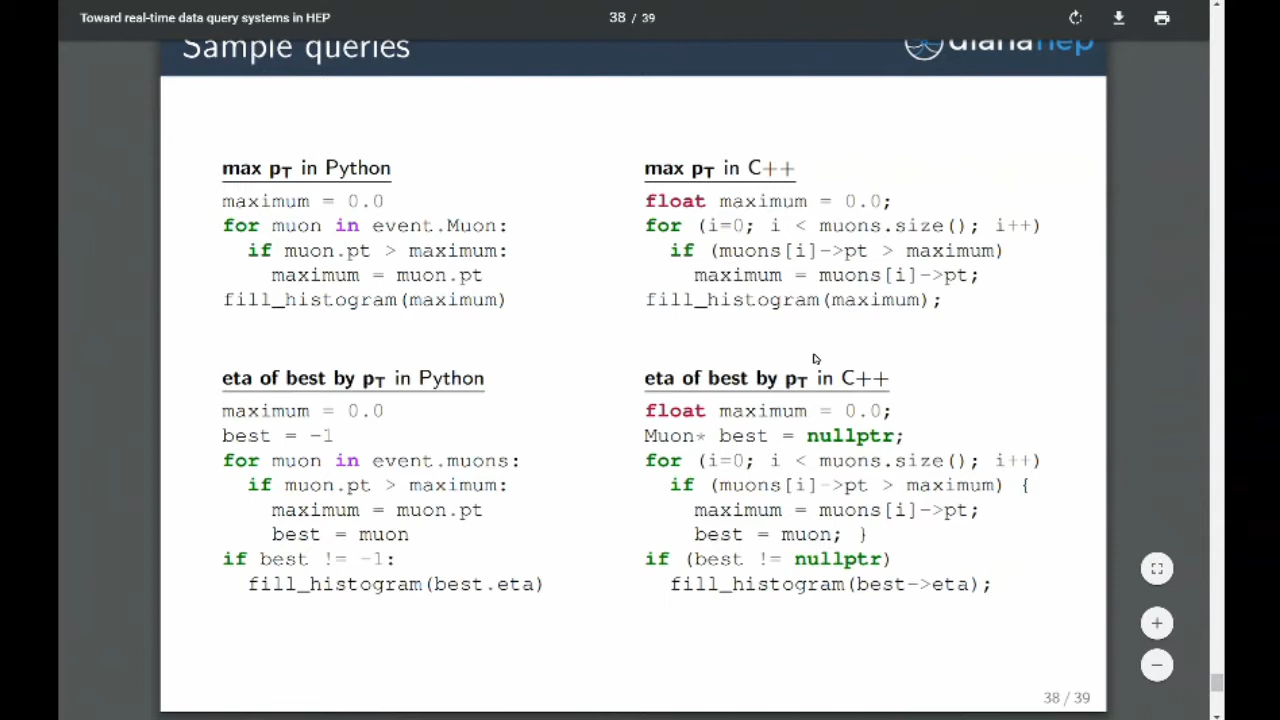 Toward real-time data query systems in HEP
38 / 39
Sample queries
dianahep
max pT in Python
maximum = 0.0
for muon in event.Muon:
if muon.pt > maximum:
maximum = muon.pt
fill_histogram(maximum)
max pT in C++
float maximum = 0.0;
for (i=0; i < muons.size(); i++)
if (muons[i]->pt > maximum)
maximum = muons[i]->pt;
fill_histogram(maximum);
eta of best by pT in Python
maximum = 0.0
best = -1
for muon in event.muons:
if muon.pt > maximum:
maximum = muon.pt
best = muon
if best != -1:
fill_histogram(best.eta)
eta of best by pT in C++
float maximum = 0.0;
Muon* best = nullptr;
for (i=0; i < muons.size(); i++)
if (muons[i]->pt > maximum) {
maximum = muons[i]->pt;
best = muon; }
if (best != nullptr)
fill_histogram(best->eta);
38 / 39